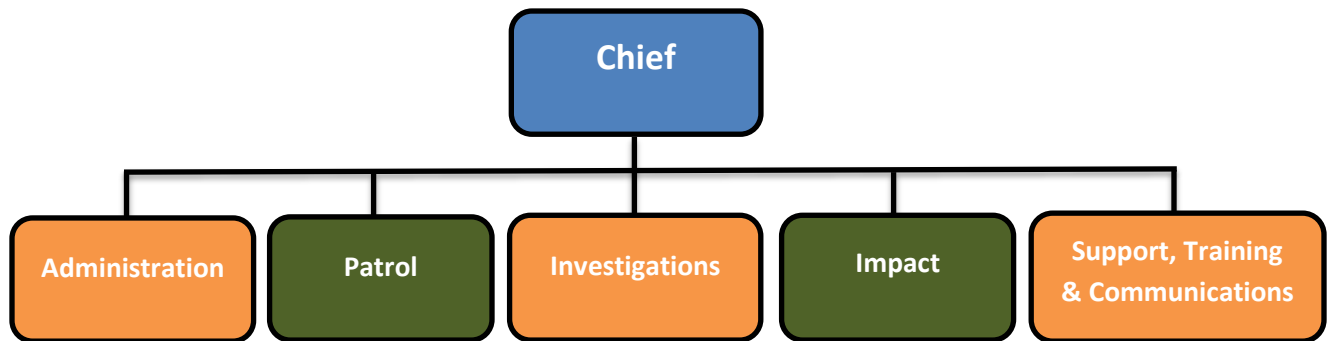 Chief
Administration
Patrol
Investigations
Impact
Support, Training
& Communications